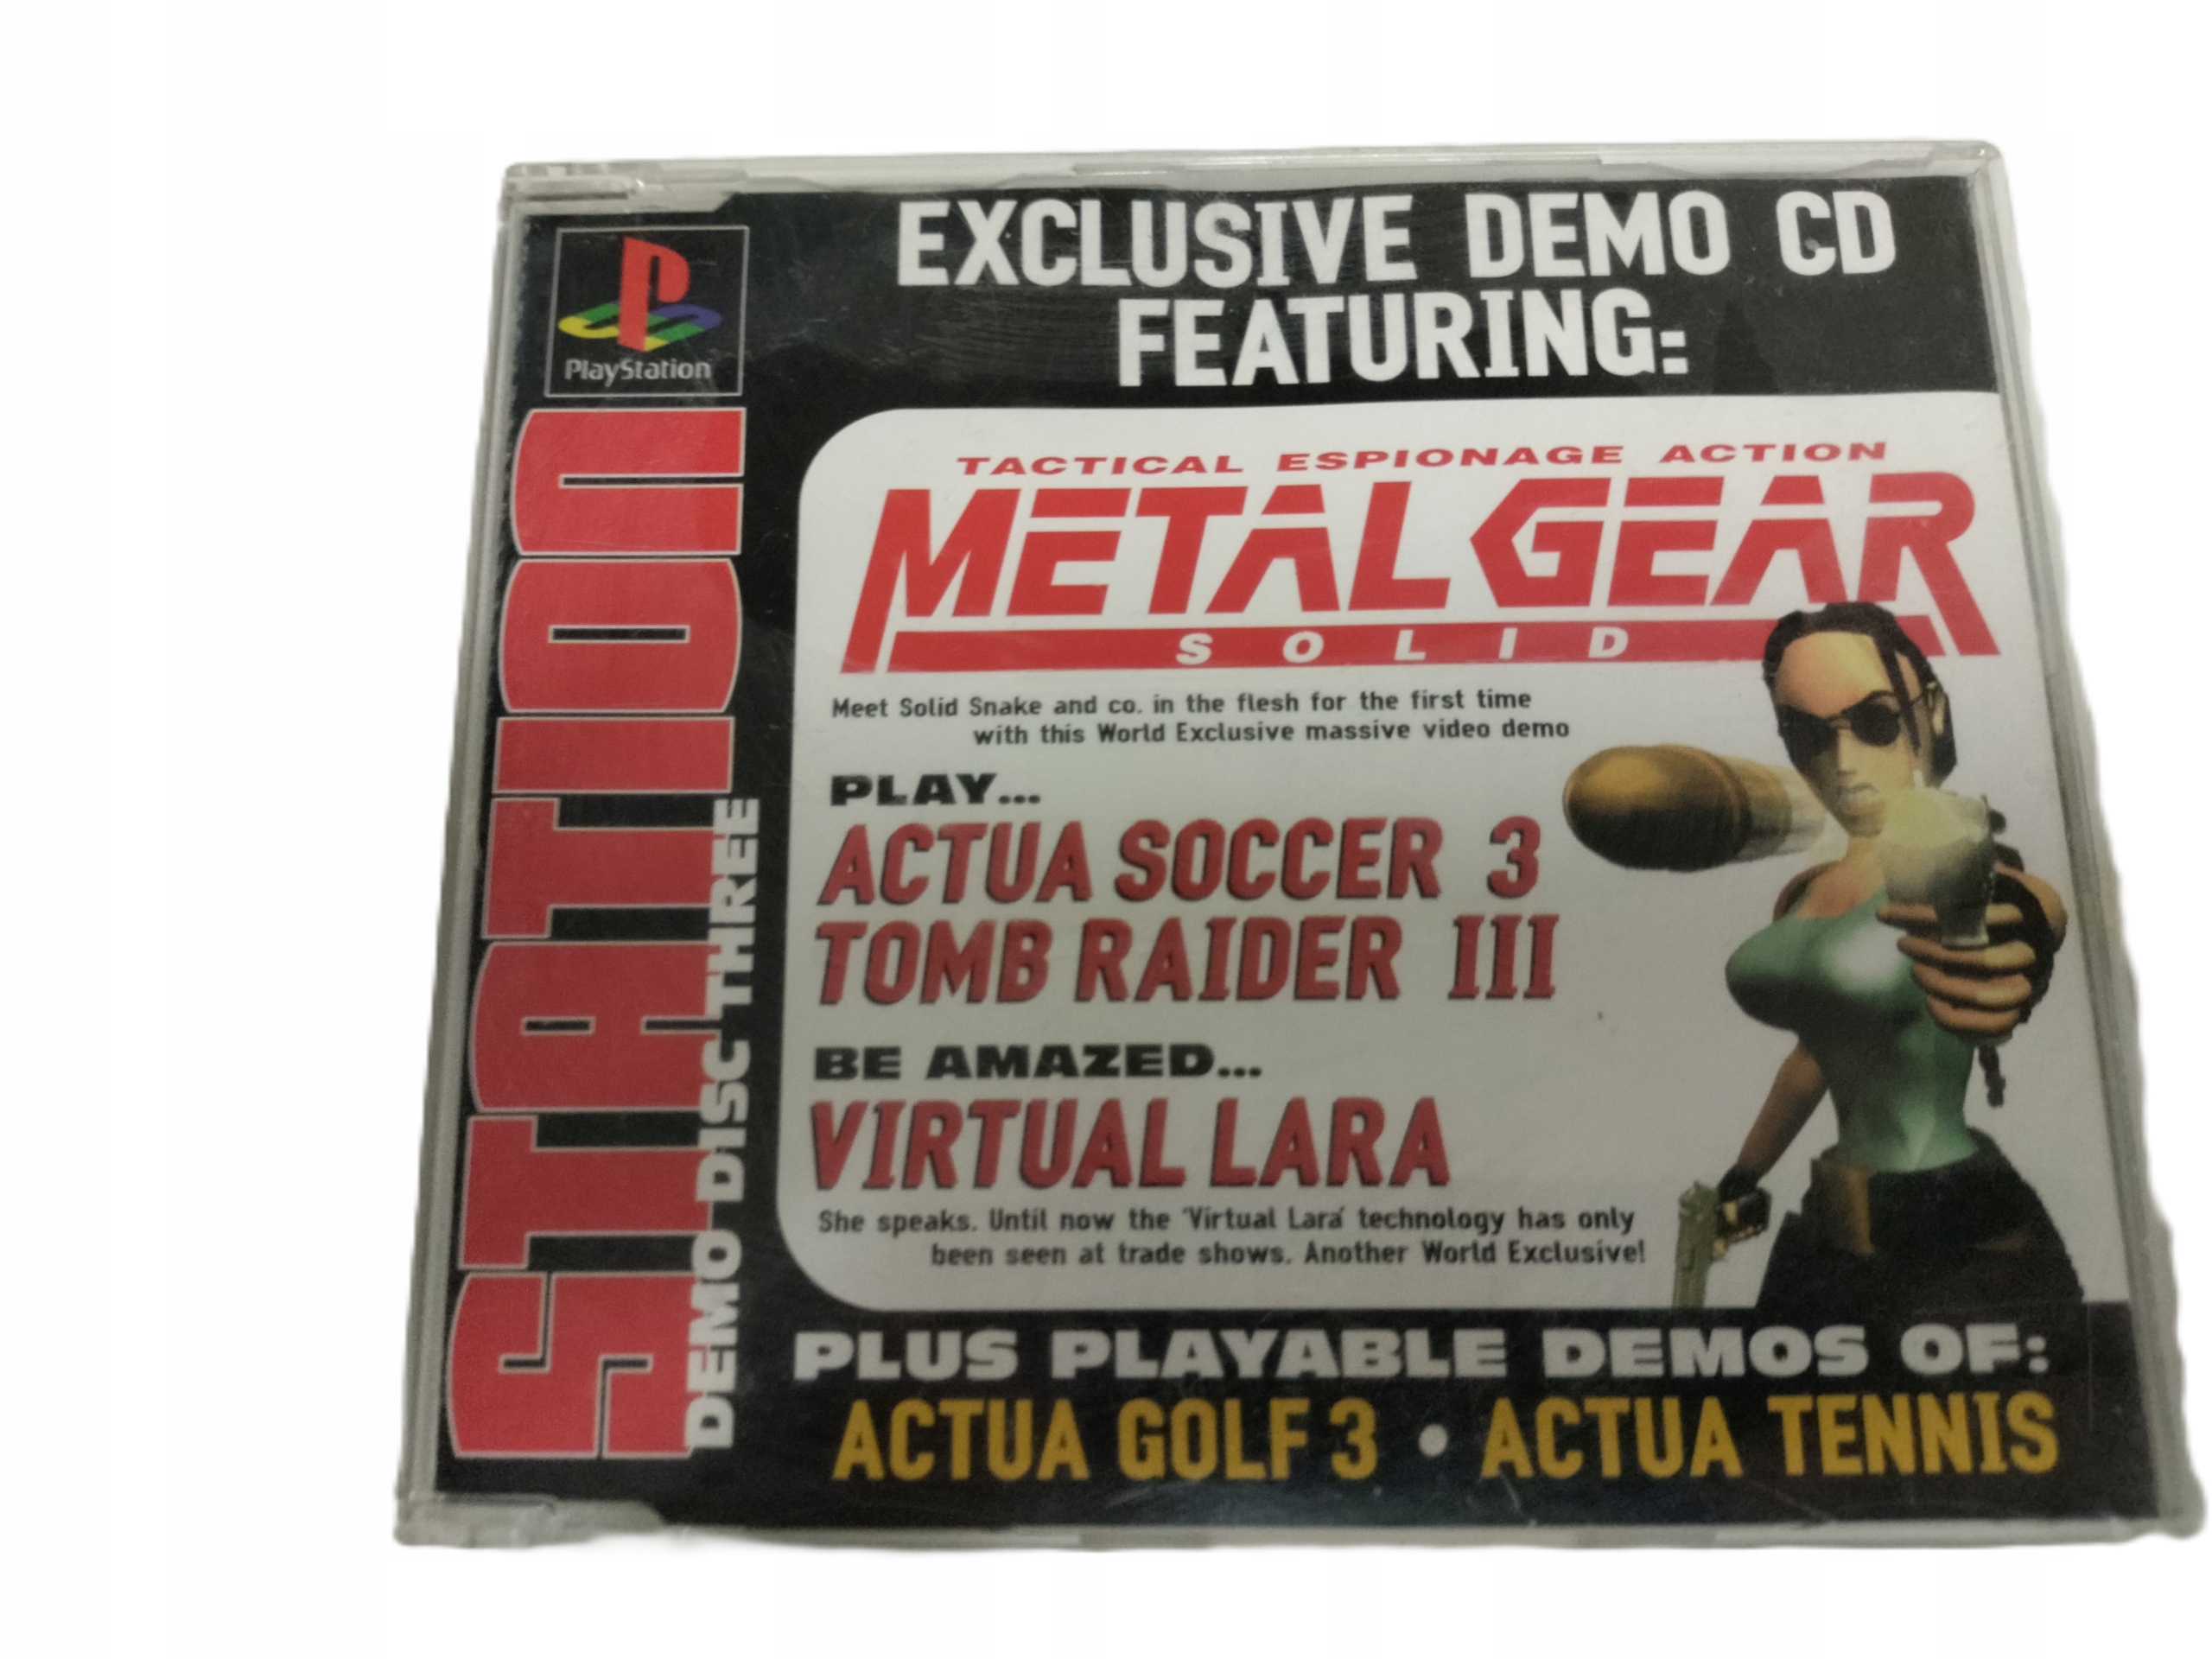 PlayStation
STATION
DEMO DISC THREE
EXCLUSIVE DEMO CD
FEATURING:
TACTICAL ESPIONAGE ACTION
METAL GEAR
SOLID
Meet Solid Snake and co. in the flesh for the first time
with this World Exclusive massive video demo
PLAY...
ACTUA SOCCER 3
TOMB RAIDER III
BE AMAZED...
VIRTUAL LARA
She speaks. Until now the 'Virtual Lara' technology has only
been seen at trade shows. Another World Exclusive!
PLUS PLAYABLE DEMOS OF:
ACTUA GOLF 3 • ACTUA TENNIS